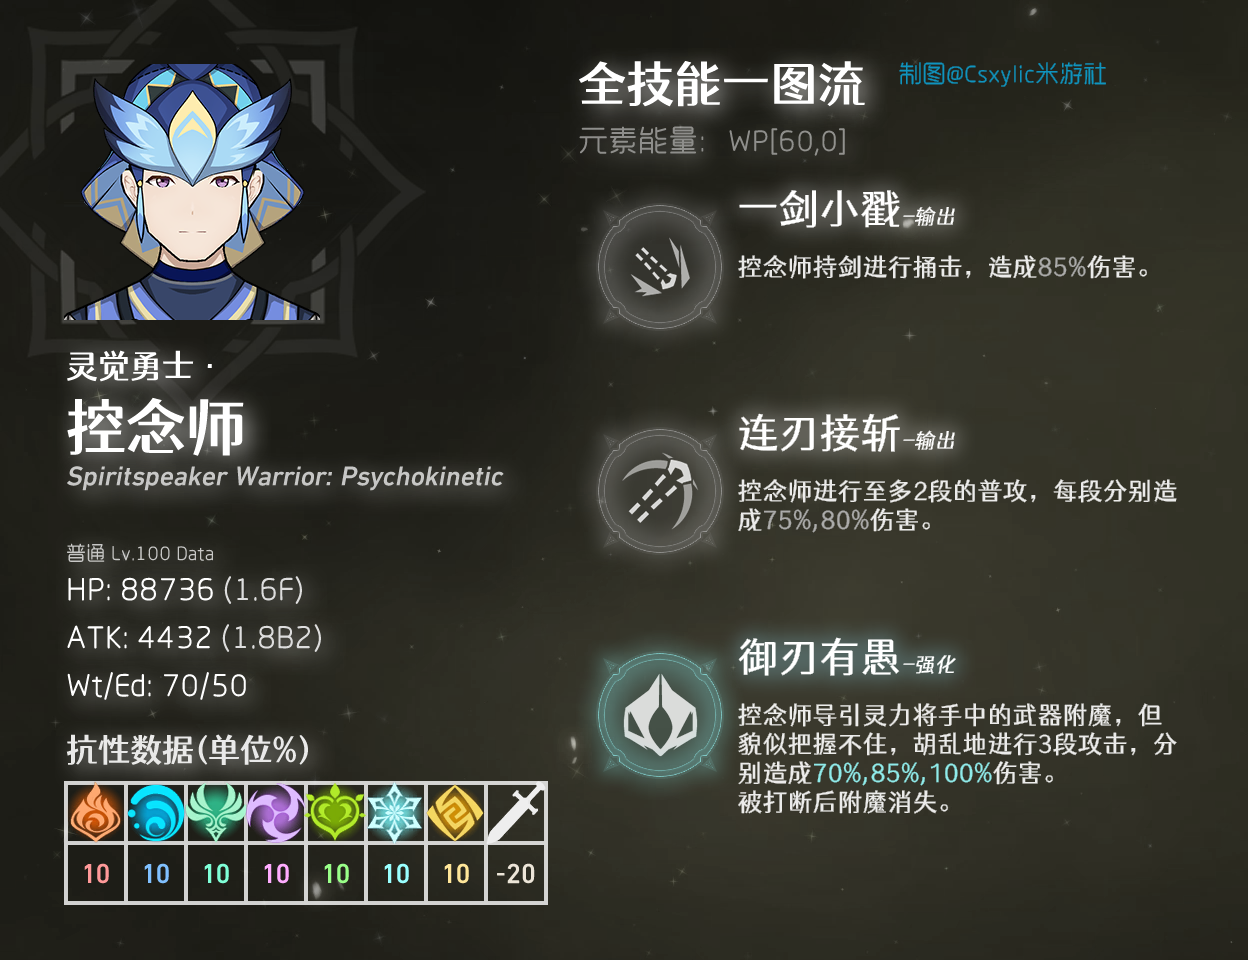 全技能一图流
制图@Csxylic米游社
元素能量: WP[60,0]
一剑小戳-输出
控念师持剑进行捅击，造成85%伤害。
连刃接斩-输出
控念师进行至多2段的普攻，每段分别造
成75%,80%伤害。
御刃有愚-强化
控念师导引灵力将手中的武器附魔，但
貌似把握不住，胡乱地进行3段攻击，分
别造成70%,85%,100%伤害。
被打断后附魔消失。
灵觉勇士·
控念师
Spiritspeaker Warrior: Psychokinetic
普通 Lv.100 Data
HP: 88736 (1.6F)
ATK: 4432 (1.8B2)
Wt/Ed: 70/50
抗性数据(单位%)
10 10 10 10 10 10 10 -20